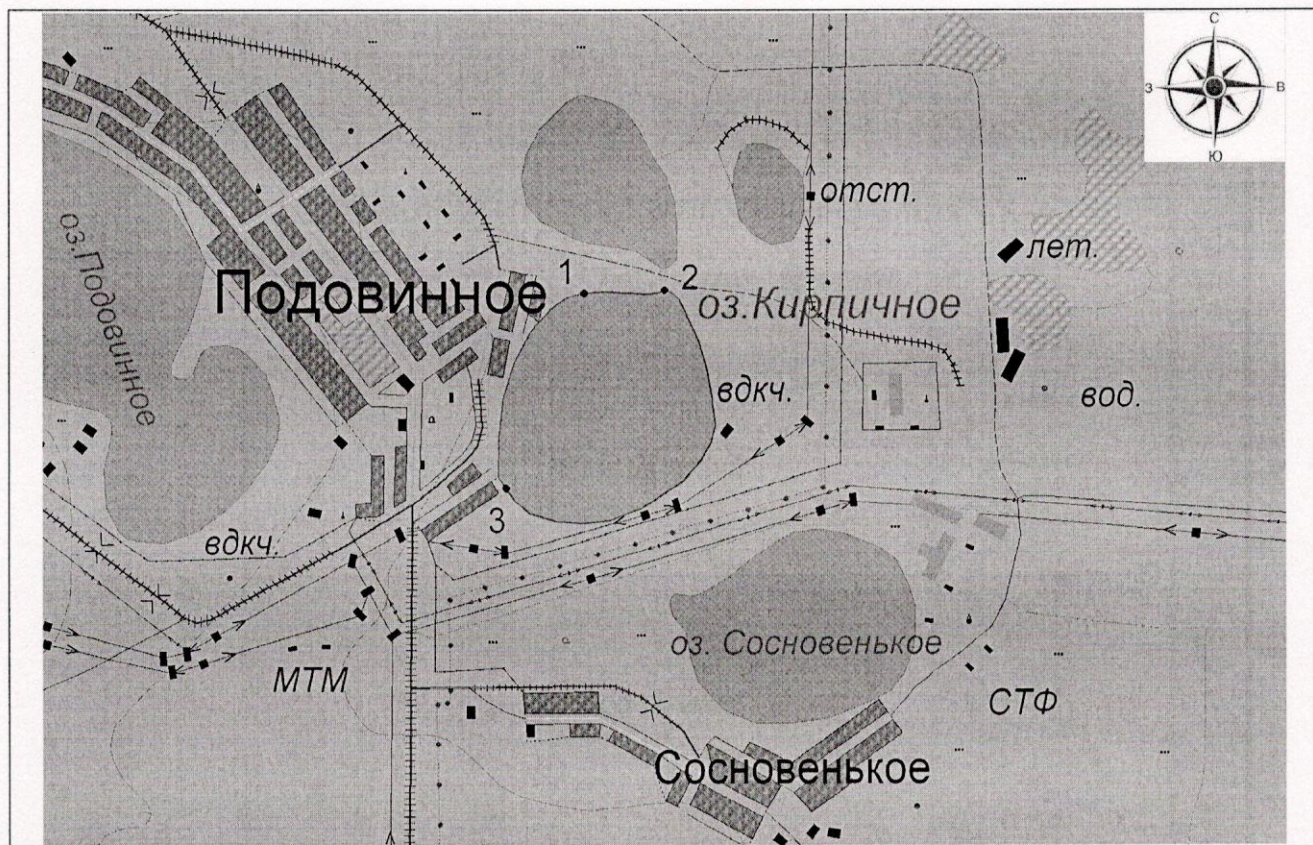 С
З
В
Ю
отст.
лет.
оз.Подовинное
Подовинное
1
2
оз.Кирпичное
вдкч.
вод.
3
вдкч.
оз. Сосновенькое
МТМ
СТФ
Сосновенькое